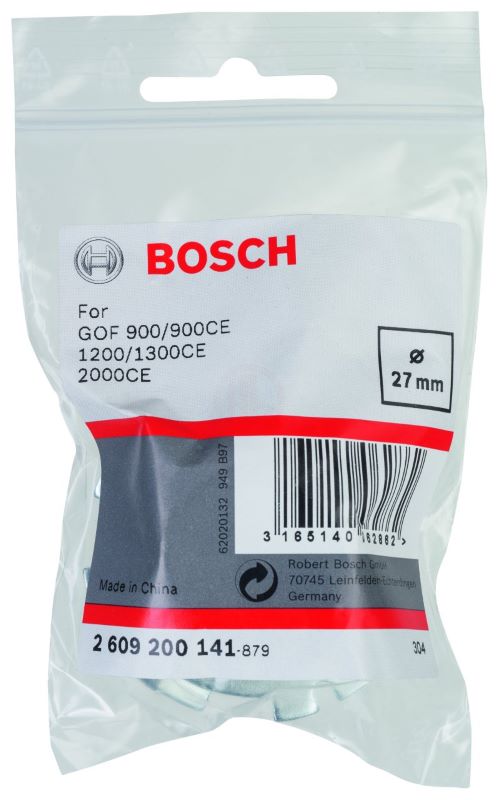 BOSCH
For
GOF 900/900CE
1200/1300CE
2000CE
Ø
27 mm
62020132 949 B97
3 165140 162862 >
Robert Bosch GmbH
70745 Leinfelden-Echterdingen
Germany
Made in China
2 609 200 141-879
304